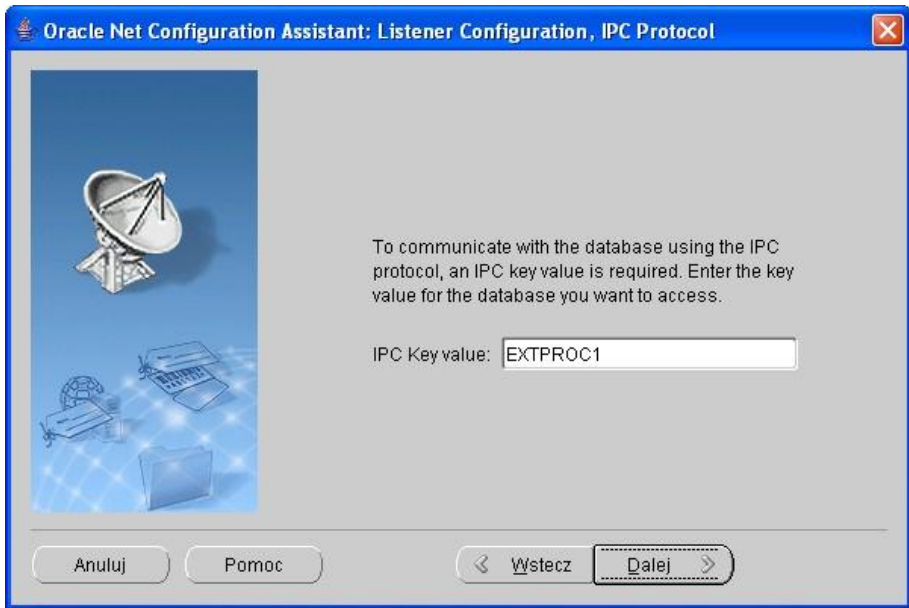 Oracle Net Configuration Assistant: Listener Configuration, IPC Protocol
To communicate with the database using the IPC
protocol, an IPC key value is required. Enter the key
value for the database you want to access.
IPC Key value: EXTPROC1
Anuluj Pomoc Wstecz Dalej